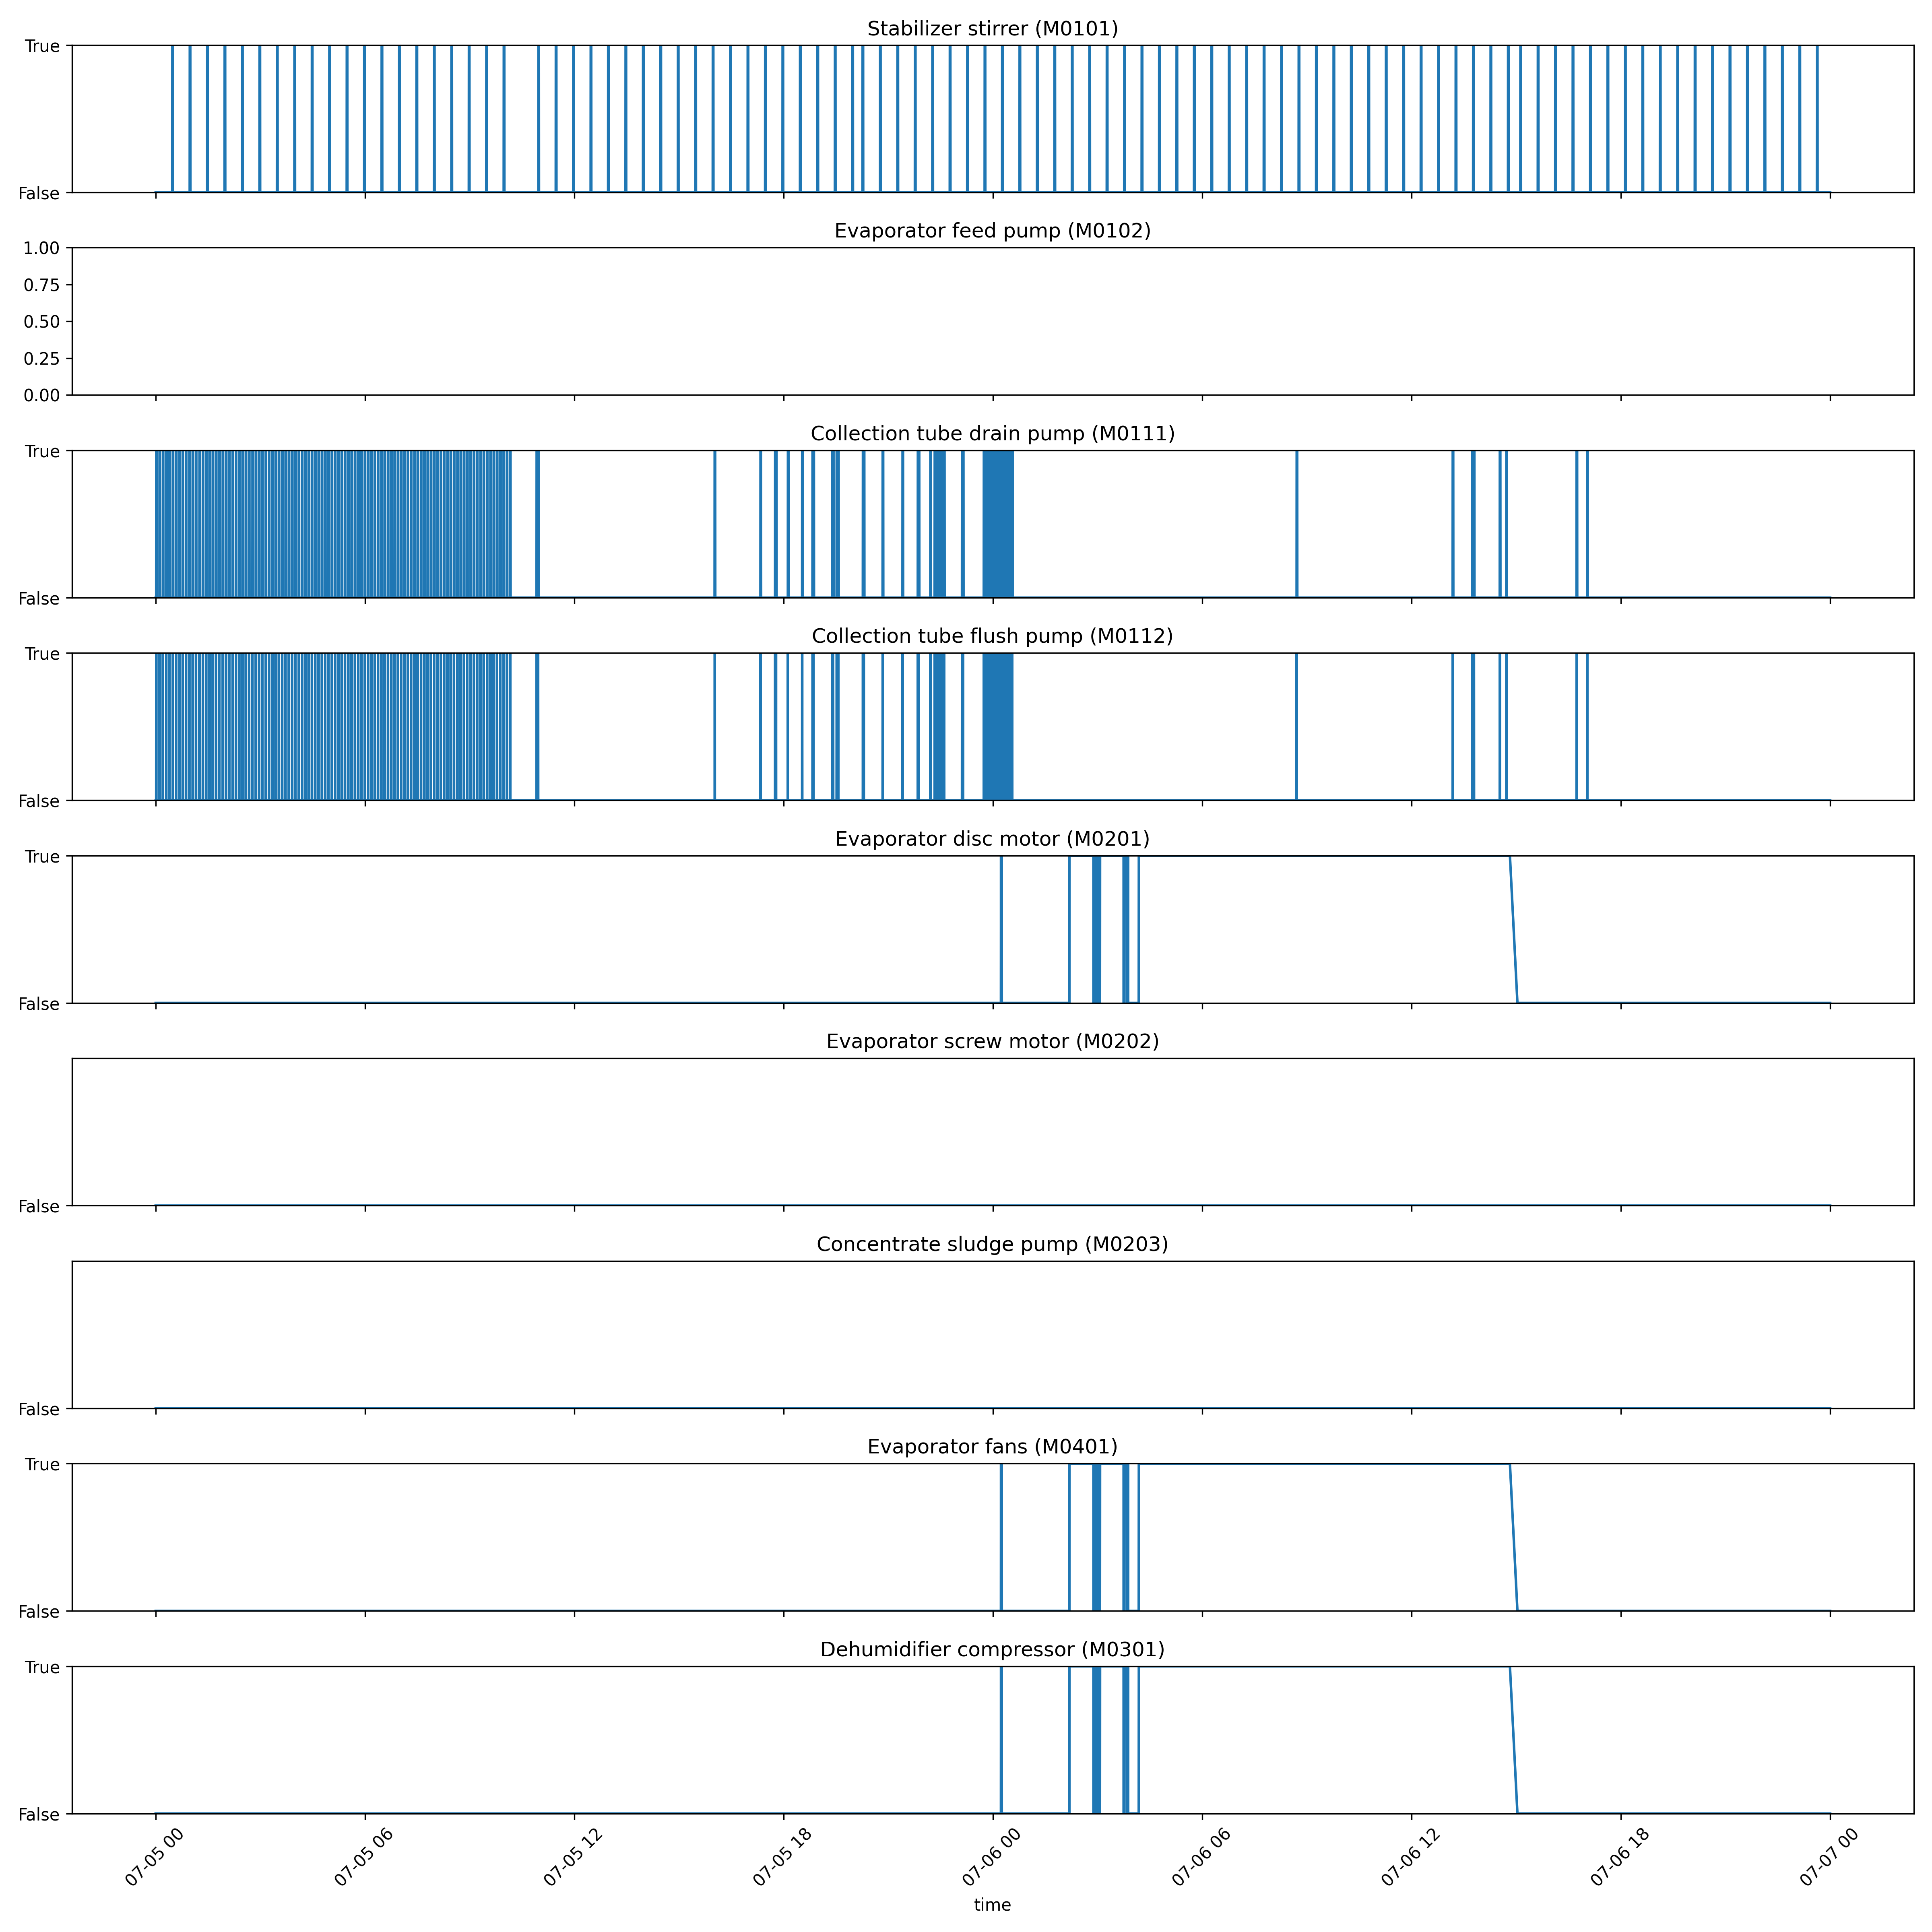 Stabilizer stirrer (M0101)
True
False
Evaporator feed pump (M0102)
1.00
0.75
0.50
0.25
0.00
Collection tube drain pump (M0111)
True
False
Collection tube flush pump (M0112)
True
False
Evaporator disc motor (M0201)
True
False
Evaporator screw motor (M0202)
False
Concentrate sludge pump (M0203)
False
Evaporator fans (M0401)
True
False
Dehumidifier compressor (M0301)
True
False
07-05 00
07-05 06
07-05 12
07-05 18
07-06 00
07-06 06
07-06 12
07-06 18
07-07 00
time